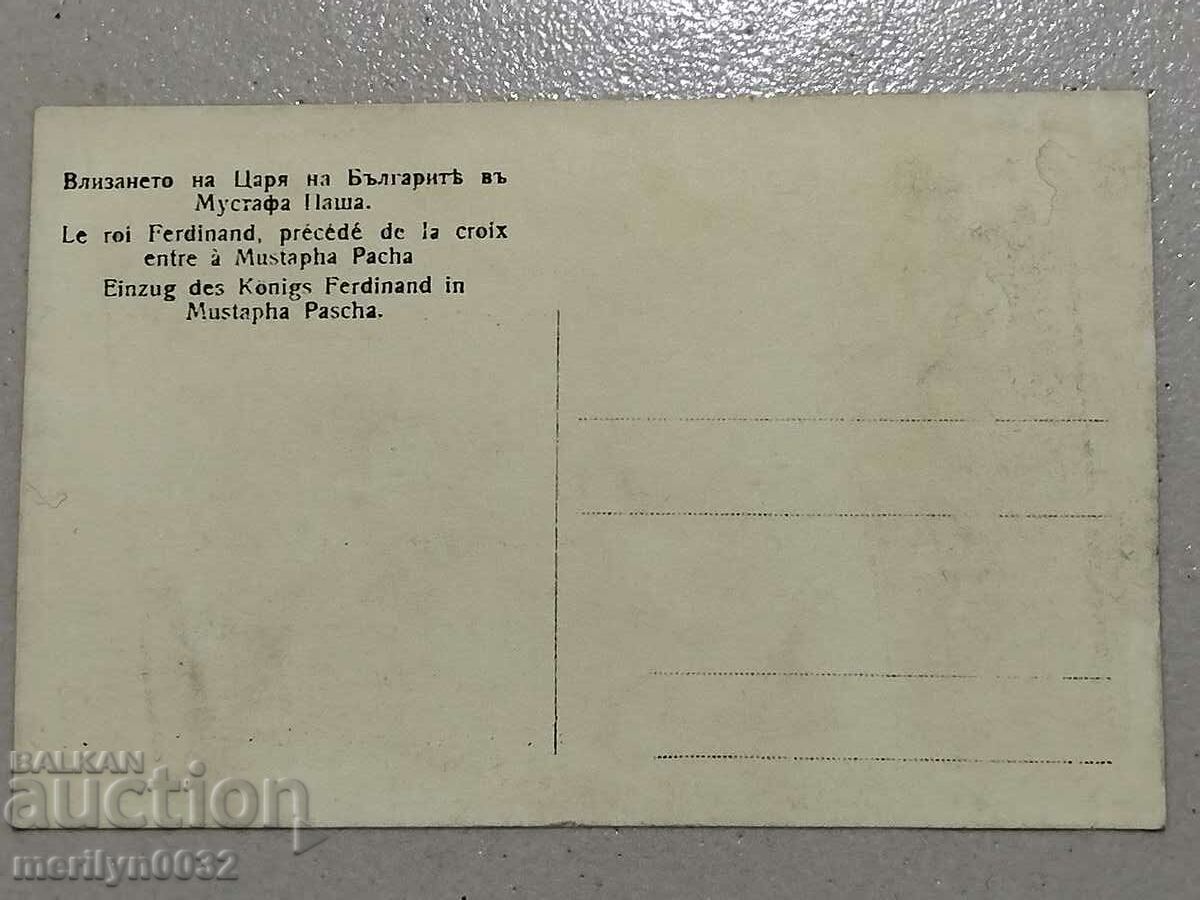 Влизането на Царя на Българитѣ въ
Мустафа Паша.
Le roi Ferdinand, précédé de la croix
entre à Mustapha Pacha
Einzug des Königs Ferdinand in
Mustapha Pascha.
BALKAN
auction
merilyn0032